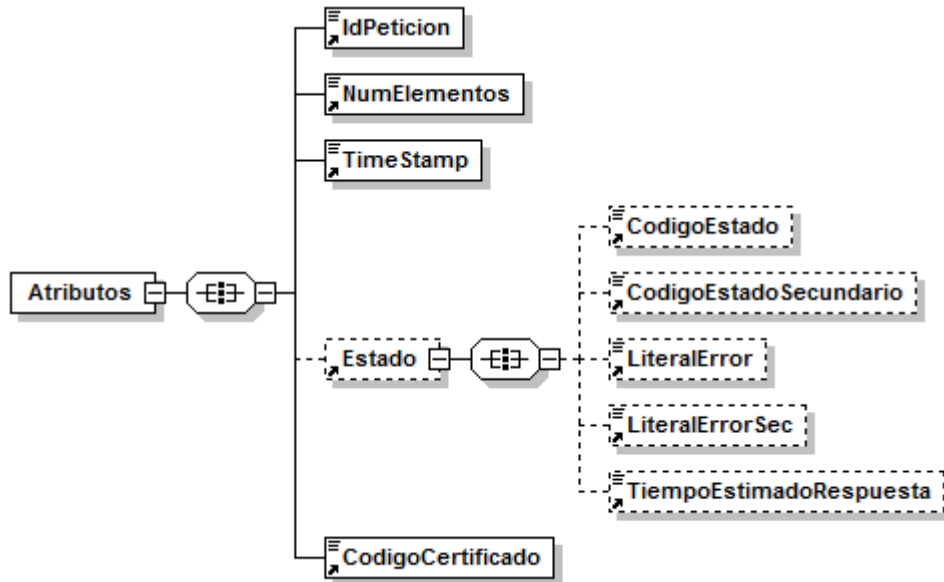 IdPeticion
NumElementos
TimeStamp
CodigoEstado
CodigoEstadoSecundario
Atributos
Estado
LiteralError
LiteralErrorSec
TiempoEstimadoRespuesta
CodigoCertificado